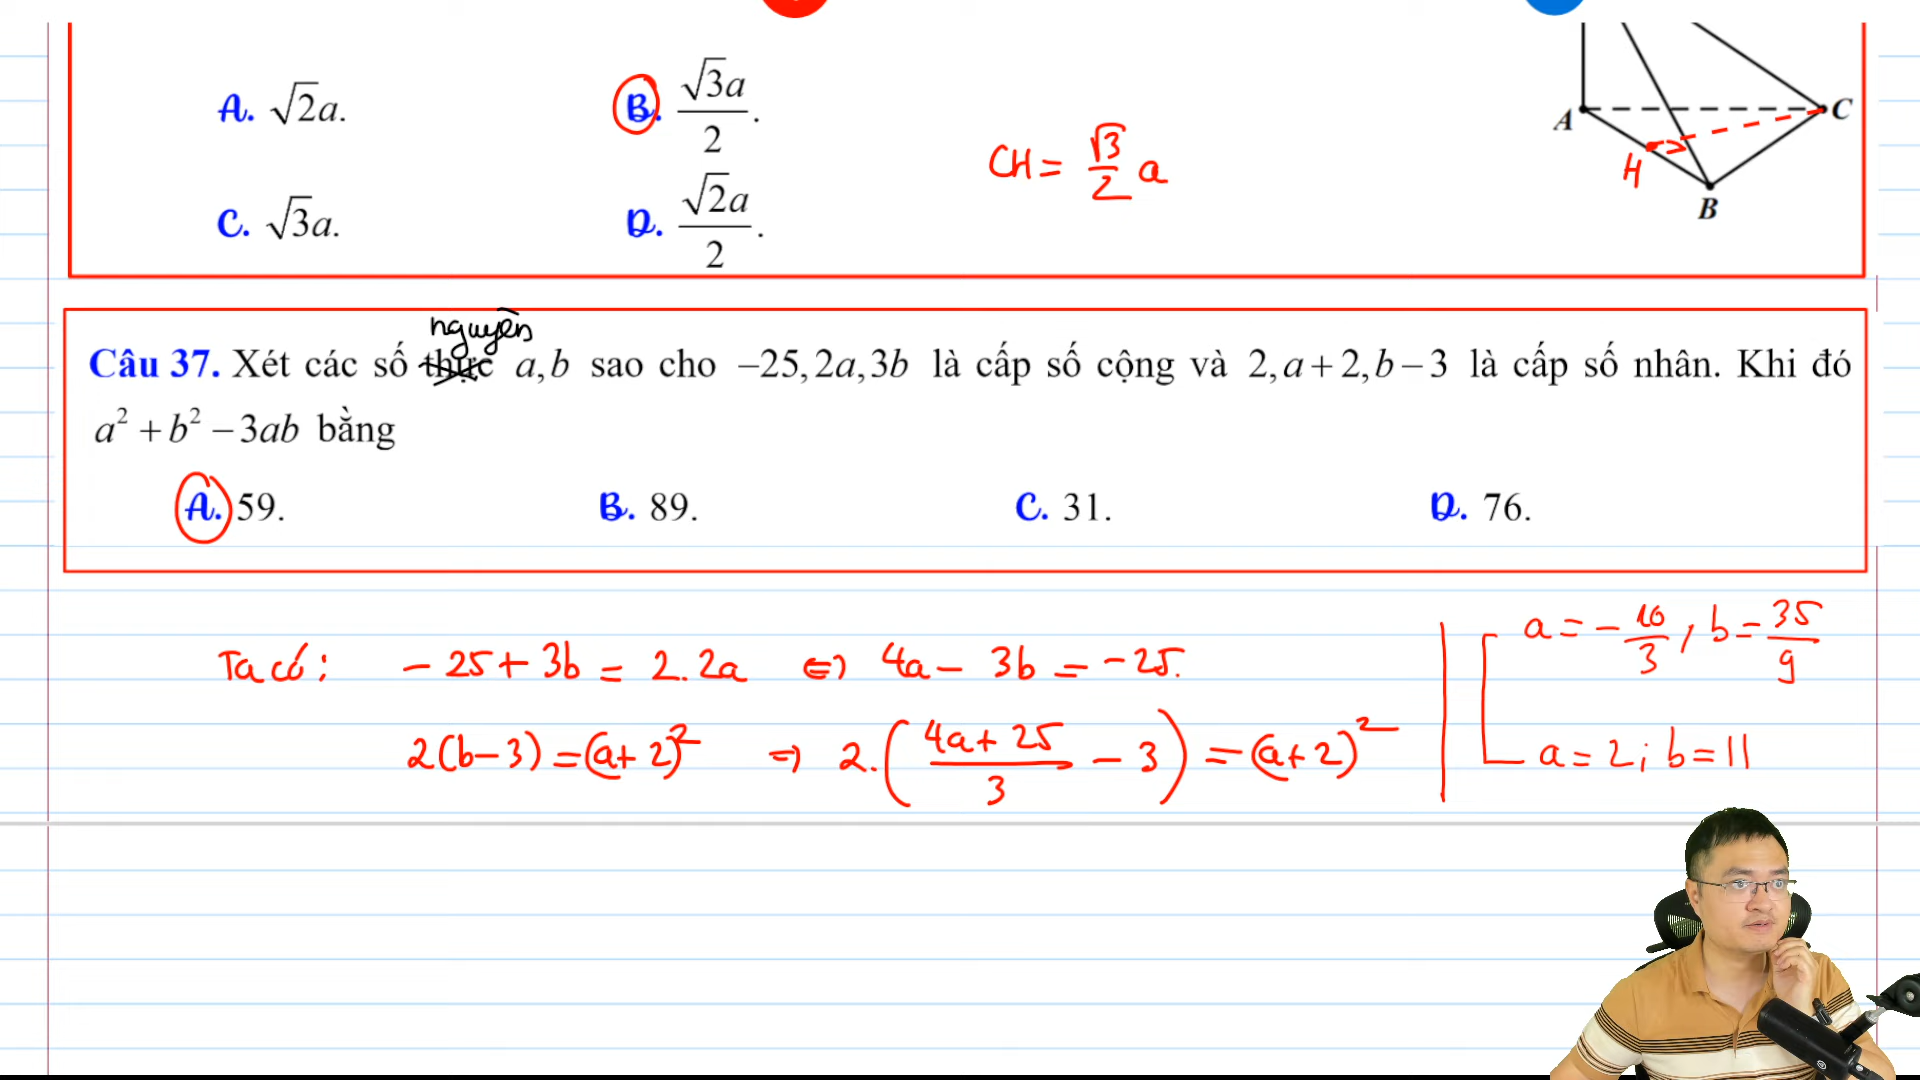 A. √2a.
B. √3a/2.
CH = √3/2 a
C. √3a.
D. √2a/2.
A
C
H
B
nguyên
Câu 37. Xét các số thực a,b sao cho −25,2a,3b là cấp số cộng và 2,a+2,b−3 là cấp số nhân. Khi đó
a²+b²−3ab bằng
A. 59.
B. 89.
C. 31.
D. 76.
Ta có: −25+3b = 2.2a ⇔ 4a − 3b = −25.
2(b−3) = (a+2)² ⇒ 2.((4a+25)/3 − 3) = (a+2)²
a = −10/3, b = 35/9
a = 2; b = 11